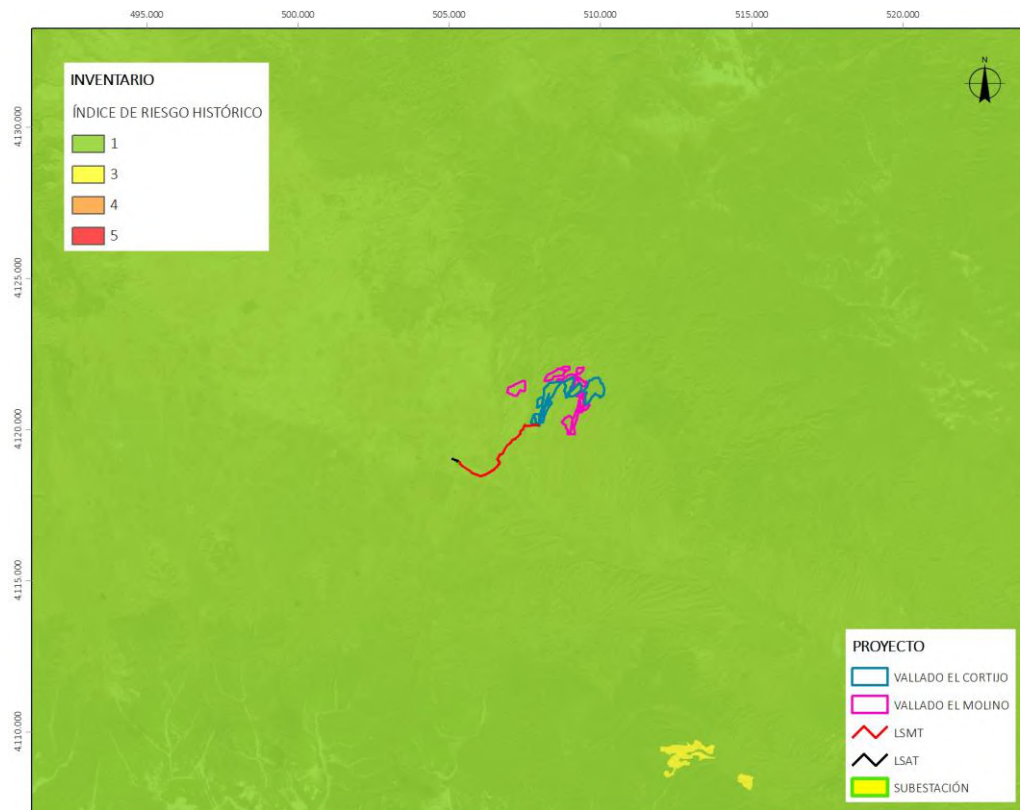 495.000 500.000 505.000 510.000 515.000 520.000
N
INVENTARIO
ÍNDICE DE RIESGO HISTÓRICO
1
3
4
5
4.130.000
4.125.000
4.120.000
4.115.000
4.110.000
PROYECTO
VALLADO EL CORTIJO
VALLADO EL MOLINO
LSMT
LSAT
SUBESTACIÓN